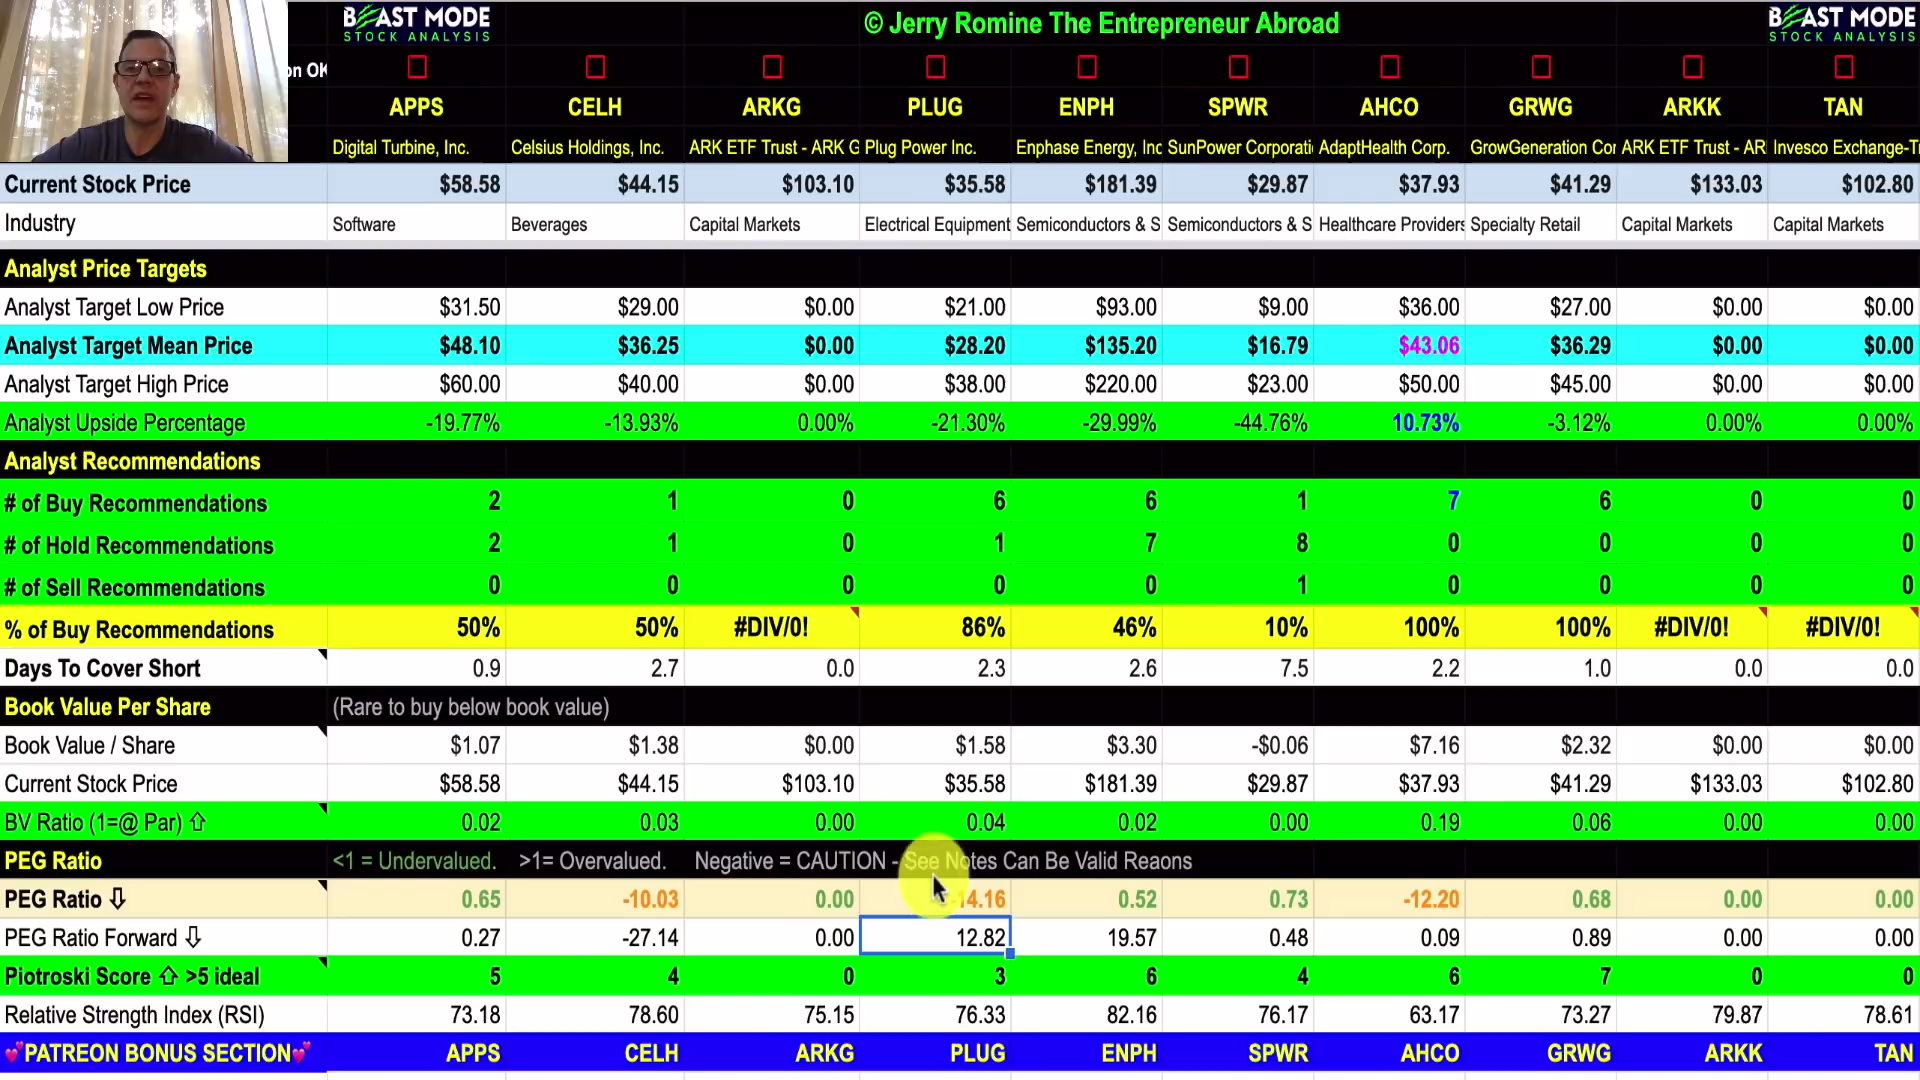 BEAST MODE
STOCK ANALYSIS
© Jerry Romine The Entrepreneur Abroad
BEAST MODE
STOCK ANALYSIS
on OK
APPS CELH ARKG PLUG ENPH SPWR AHCO GRWG ARKK TAN
Digital Turbine, Inc. Celsius Holdings, Inc. ARK ETF Trust - ARK G Plug Power Inc. Enphase Energy, Inc SunPower Corporati AdaptHealth Corp. GrowGeneration Cor ARK ETF Trust - AR Invesco Exchange-T
Current Stock Price $58.58 $44.15 $103.10 $35.58 $181.39 $29.87 $37.93 $41.29 $133.03 $102.80
Industry Software Beverages Capital Markets Electrical Equipment Semiconductors & S Semiconductors & S Healthcare Providers Specialty Retail Capital Markets Capital Markets
Analyst Price Targets
Analyst Target Low Price $31.50 $29.00 $0.00 $21.00 $93.00 $9.00 $36.00 $27.00 $0.00 $0.00
Analyst Target Mean Price $48.10 $36.25 $0.00 $28.20 $135.20 $16.79 $43.06 $36.29 $0.00 $0.00
Analyst Target High Price $60.00 $40.00 $0.00 $38.00 $220.00 $23.00 $50.00 $45.00 $0.00 $0.00
Analyst Upside Percentage -19.77% -13.93% 0.00% -21.30% -29.99% -44.76% 10.73% -3.12% 0.00% 0.00%
Analyst Recommendations
# of Buy Recommendations 2 1 0 6 6 1 7 6 0 0
# of Hold Recommendations 2 1 0 1 7 8 0 0 0 0
# of Sell Recommendations 0 0 0 0 0 1 0 0 0 0
% of Buy Recommendations 50% 50% #DIV/0! 86% 46% 10% 100% 100% #DIV/0! #DIV/0!
Days To Cover Short 0.9 2.7 0.0 2.3 2.6 7.5 2.2 1.0 0.0 0.0
Book Value Per Share (Rare to buy below book value)
Book Value / Share $1.07 $1.38 $0.00 $1.58 $3.30 -$0.06 $7.16 $2.32 $0.00 $0.00
Current Stock Price $58.58 $44.15 $103.10 $35.58 $181.39 $29.87 $37.93 $41.29 $133.03 $102.80
BV Ratio (1=@ Par) ⇧ 0.02 0.03 0.00 0.04 0.02 0.00 0.19 0.06 0.00 0.00
PEG Ratio <1 = Undervalued. >1= Overvalued. Negative = CAUTION - See Notes Can Be Valid Reaons
PEG Ratio ⇩ 0.65 -10.03 0.00 -14.16 0.52 0.73 -12.20 0.68 0.00 0.00
PEG Ratio Forward ⇩ 0.27 -27.14 0.00 12.82 19.57 0.48 0.09 0.89 0.00 0.00
Piotroski Score ⇧ >5 ideal 5 4 0 3 6 4 6 7 0 0
Relative Strength Index (RSI) 73.18 78.60 75.15 76.33 82.16 76.17 63.17 73.27 79.87 78.61
💕PATREON BONUS SECTION💕 APPS CELH ARKG PLUG ENPH SPWR AHCO GRWG ARKK TAN